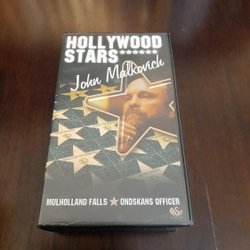 HOLLYWOOD
STARS******
John Malkovich
MULHOLLAND FALLS ★ ONDSKANS OFFICER